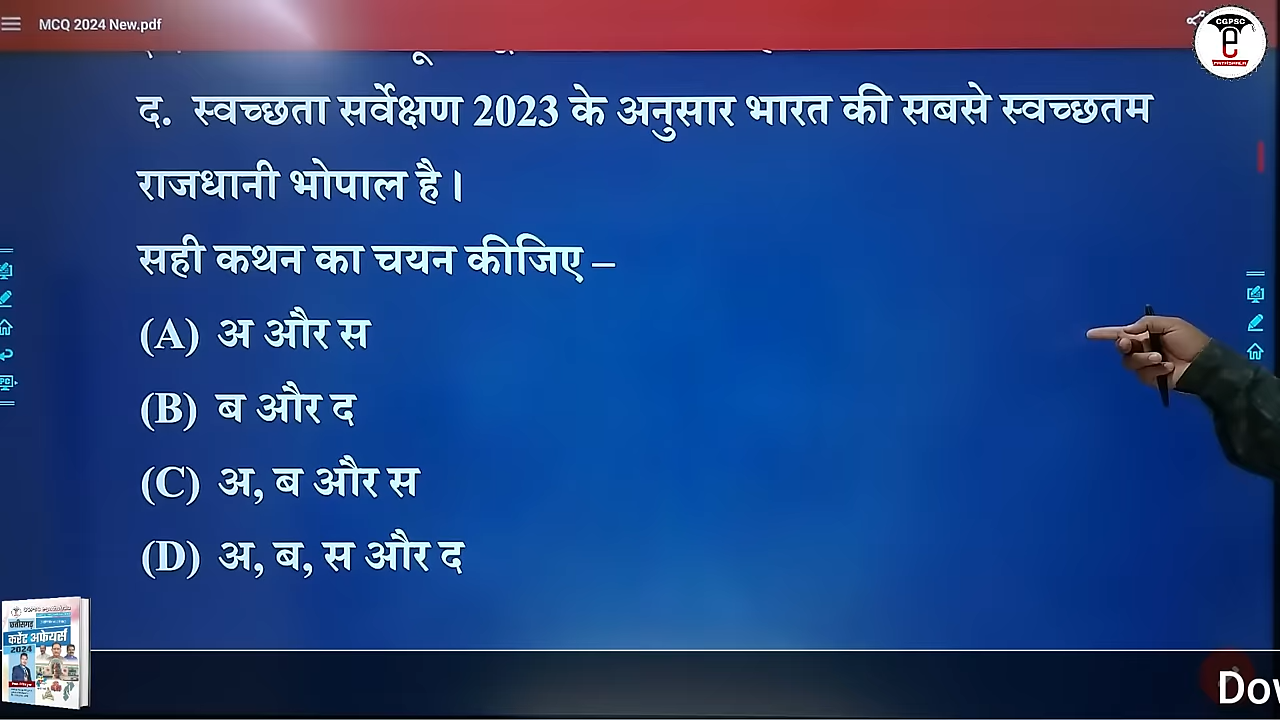 MCQ 2024 New.pdf
CGPSC
द. स्वच्छता सर्वेक्षण 2023 के अनुसार भारत की सबसे स्वच्छतम
राजधानी भोपाल है।
सही कथन का चयन कीजिए –
(A) अ और स
(B) ब और द
(C) अ, ब और स
(D) अ, ब, स और द
छत्तीसगढ़
करेंट अफेयर्स
2024